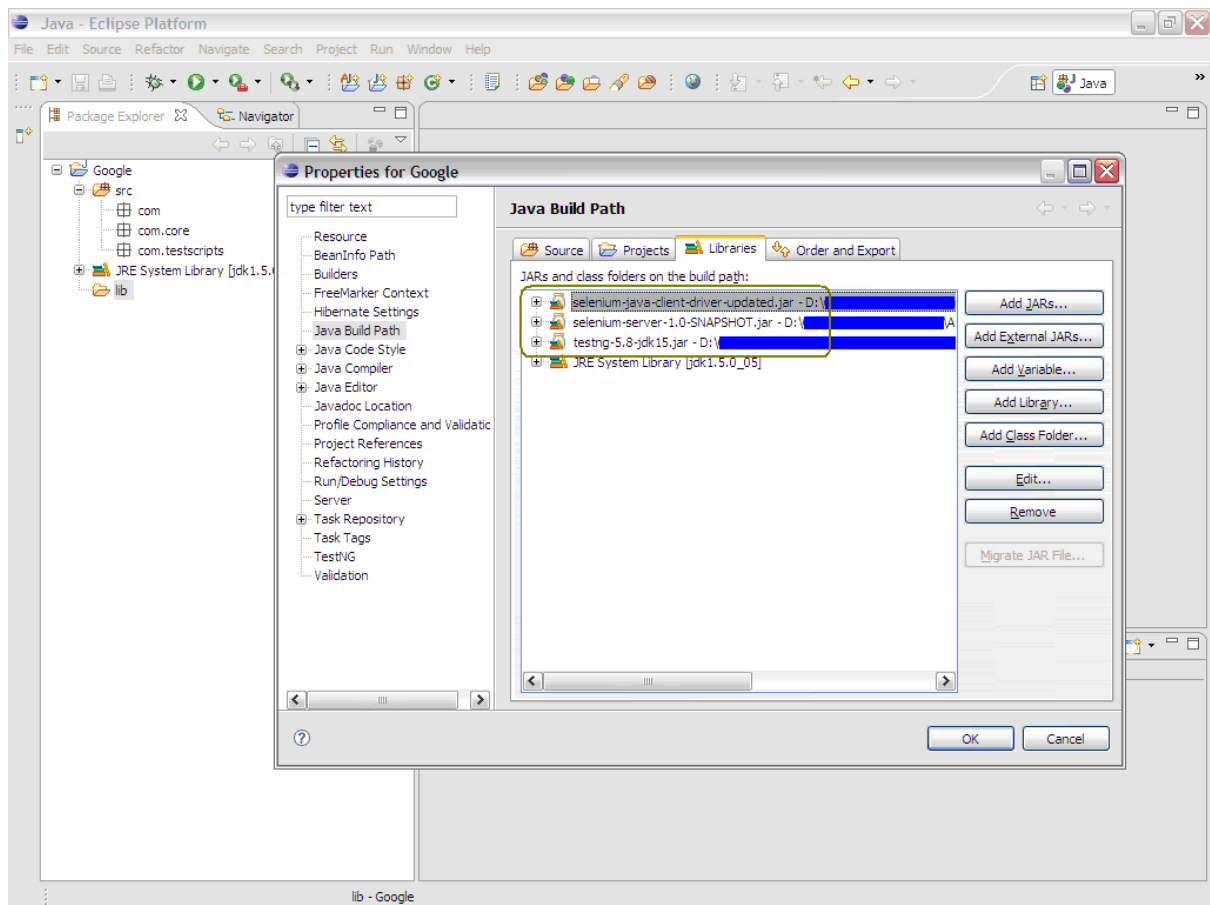 Java - Eclipse Platform
File Edit Source Refactor Navigate Search Project Run Window Help
Java
»
Package Explorer
Navigator
Google
src
com
com.core
com.testscripts
JRE System Library [jdk1.5.
lib
Properties for Google
type filter text
Resource
BeanInfo Path
Builders
FreeMarker Context
Hibernate Settings
Java Build Path
Java Code Style
Java Compiler
Java Editor
Javadoc Location
Profile Compliance and Validatic
Project References
Refactoring History
Run/Debug Settings
Server
Task Repository
Task Tags
TestNG
Validation
Java Build Path
Source Projects Libraries Order and Export
JARs and class folders on the build path:
selenium-java-client-driver-updated.jar - D:\
selenium-server-1.0-SNAPSHOT.jar - D:\ \A
testng-5.8-jdk15.jar - D:\
JRE System Library [jdk1.5.0_05]
Add JARs...
Add External JARs...
Add Variable...
Add Library...
Add Class Folder...
Edit...
Remove
Migrate JAR File...
?
OK
Cancel
lib - Google